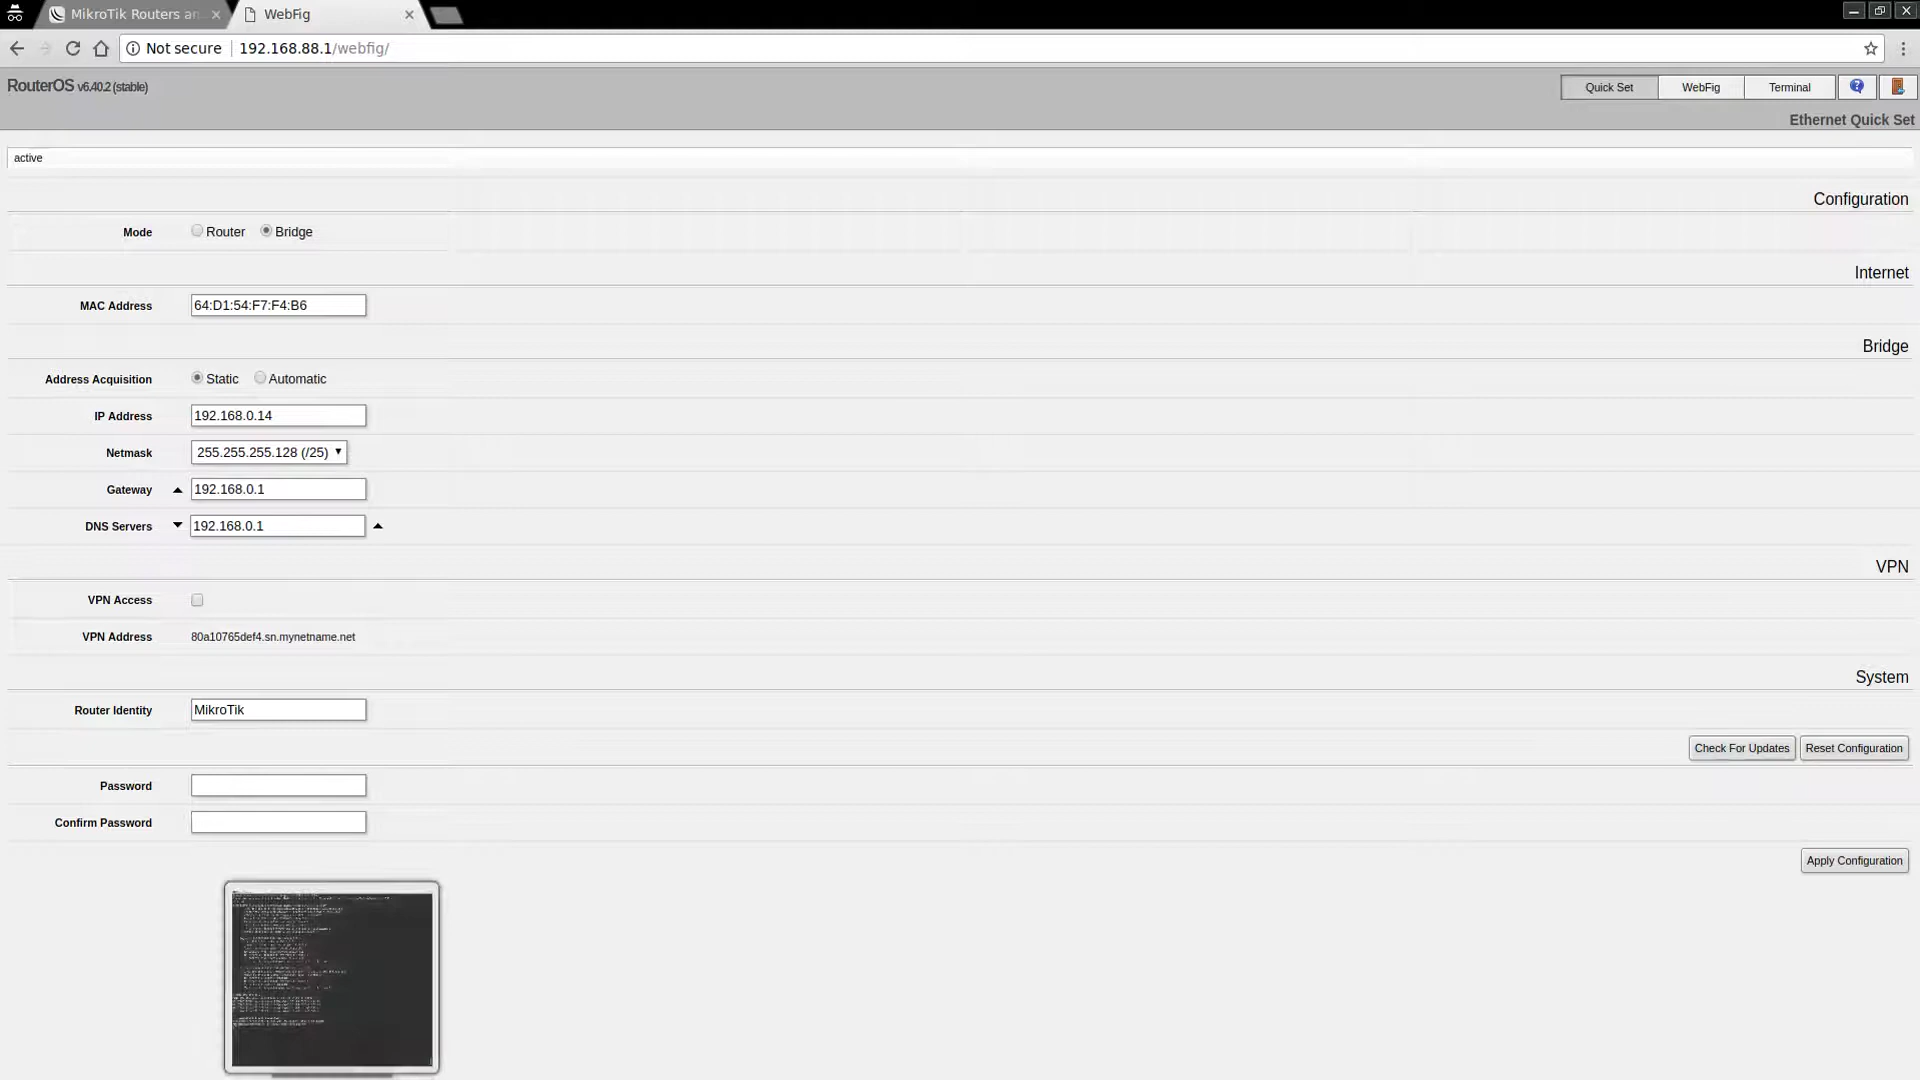 MikroTik Routers an
WebFig
Not secure 192.168.88.1/webfig/
RouterOS v6.40.2 (stable)
Quick Set WebFig Terminal
Ethernet Quick Set
active
Configuration
Mode Router Bridge
Internet
MAC Address 64:D1:54:F7:F4:B6
Bridge
Address Acquisition Static Automatic
IP Address 192.168.0.14
Netmask 255.255.255.128 (/25)
Gateway 192.168.0.1
DNS Servers 192.168.0.1
VPN
VPN Access
VPN Address 80a10765def4.sn.mynetname.net
System
Router Identity MikroTik
Check For Updates Reset Configuration
Password
Confirm Password
Apply Configuration